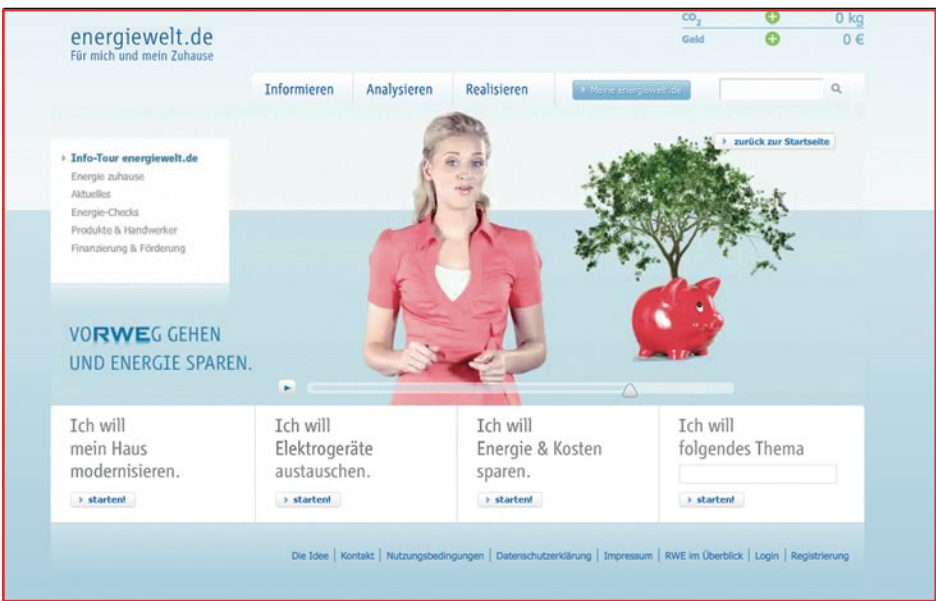 CO2 0 kg
Geld 0 €
energiewelt.de
Für mich und mein Zuhause
Informieren Analysieren Realisieren Meine energiewelt.de
zurück zur Startseite
Info-Tour energiewelt.de
Energie zuhause
Aktuelles
Energie-Checks
Produkte & Handwerker
Finanzierung & Förderung
VORWEG GEHEN
UND ENERGIE SPAREN.
Ich will
mein Haus
modernisieren.
starten!
Ich will
Elektrogeräte
austauschen.
starten!
Ich will
Energie & Kosten
sparen.
starten!
Ich will
folgendes Thema
starten!
Die Idee | Kontakt | Nutzungsbedingungen | Datenschutzerklärung | Impressum | RWE im Überblick | Login | Registrierung